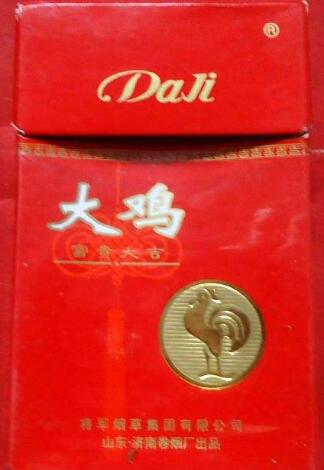 ®
DaJi
大鸡
富贵大吉
将军烟草集团有限公司
山东·济南卷烟厂出品